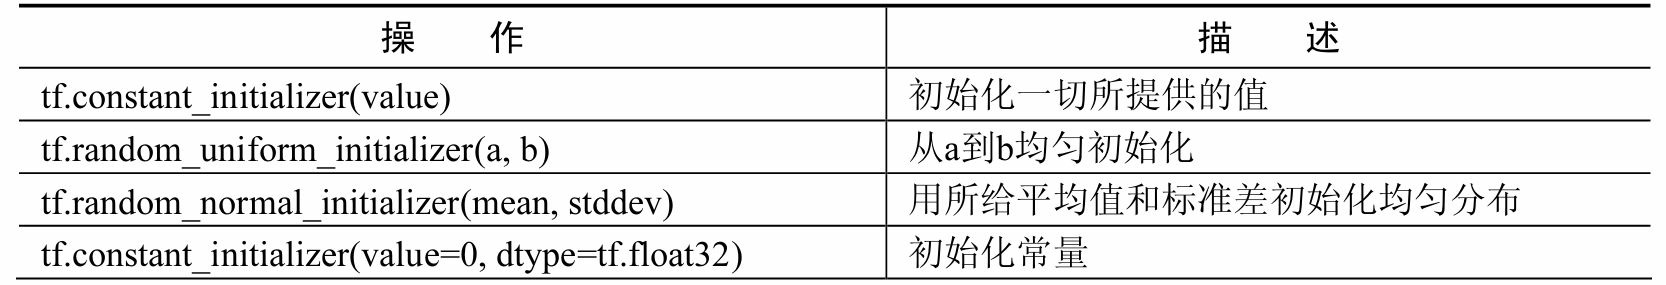 操 作 描 述
tf.constant_initializer(value) 初始化一切所提供的值
tf.random_uniform_initializer(a, b) 从a到b均匀初始化
tf.random_normal_initializer(mean, stddev) 用所给平均值和标准差初始化均匀分布
tf.constant_initializer(value=0, dtype=tf.float32) 初始化常量